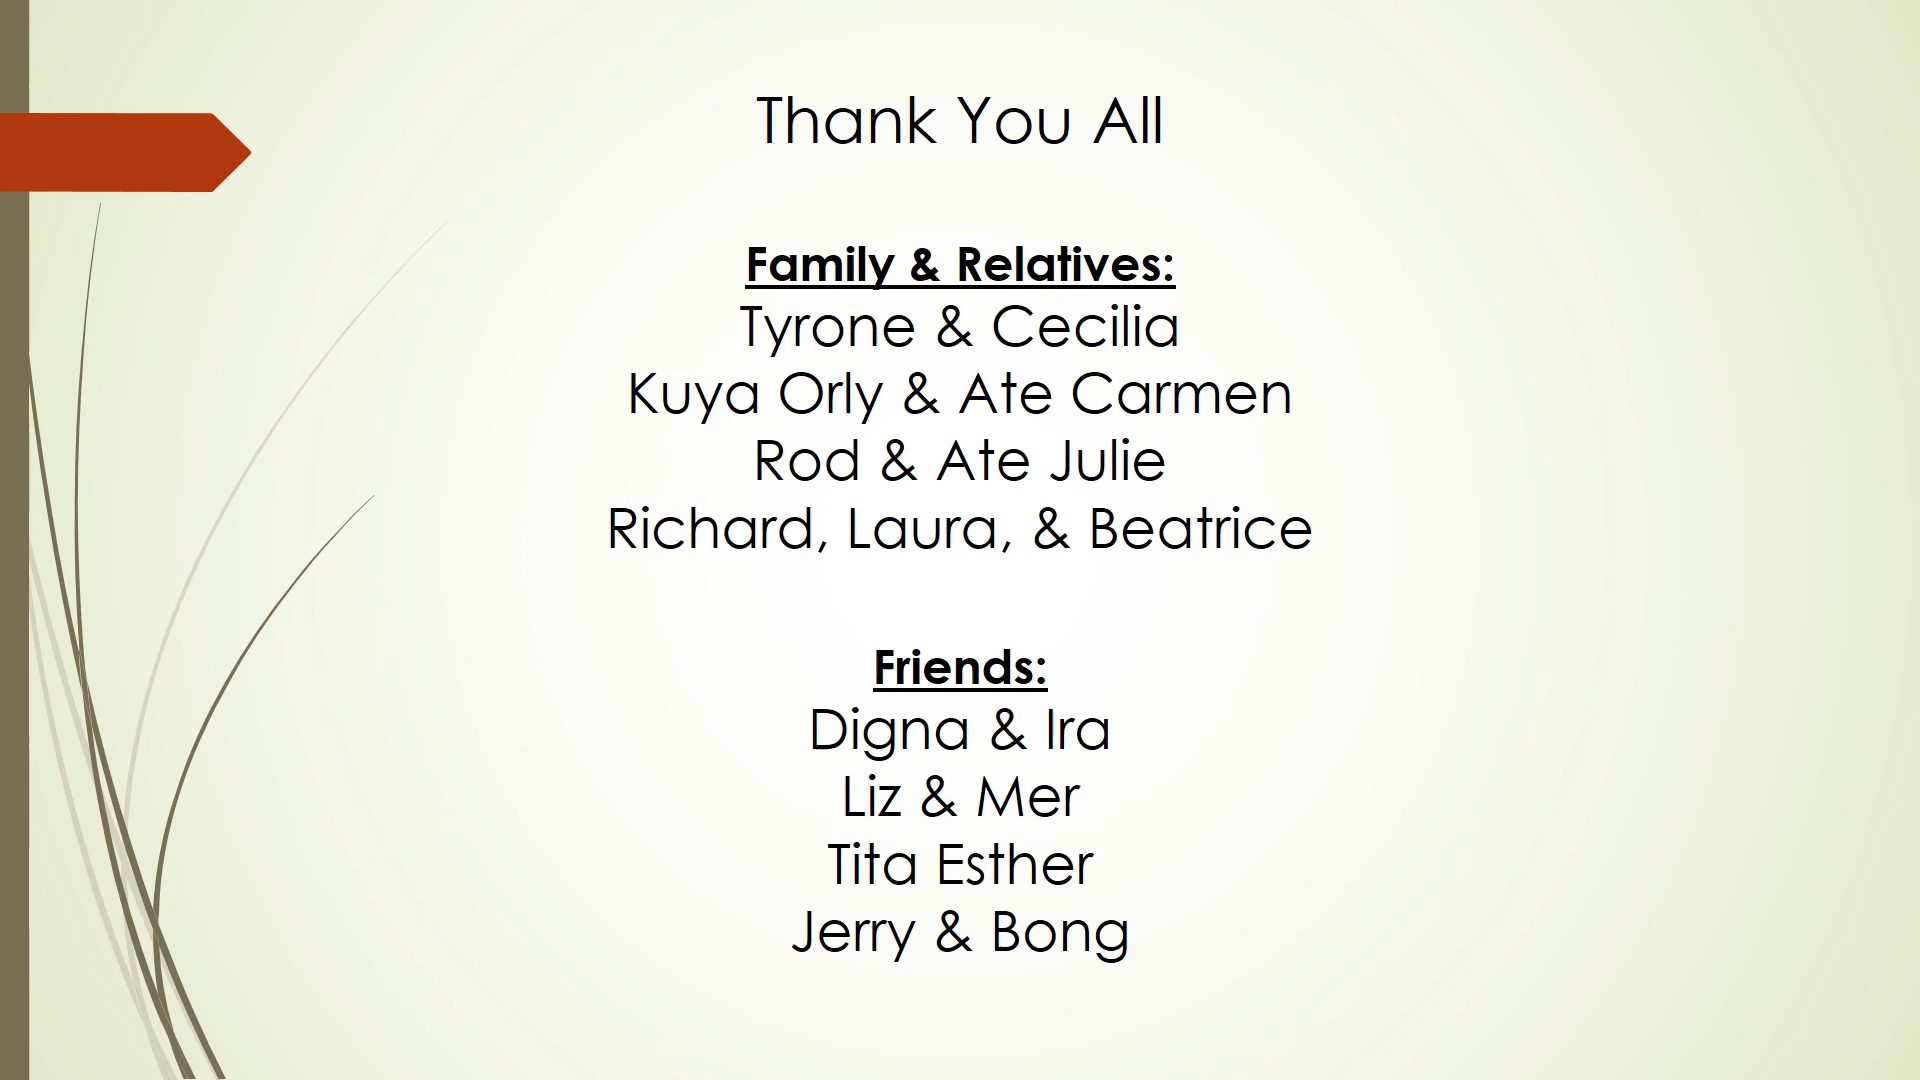 Thank You All
Family & Relatives:
Tyrone & Cecilia
Kuya Orly & Ate Carmen
Rod & Ate Julie
Richard, Laura, & Beatrice
Friends:
Digna & Ira
Liz & Mer
Tita Esther
Jerry & Bong